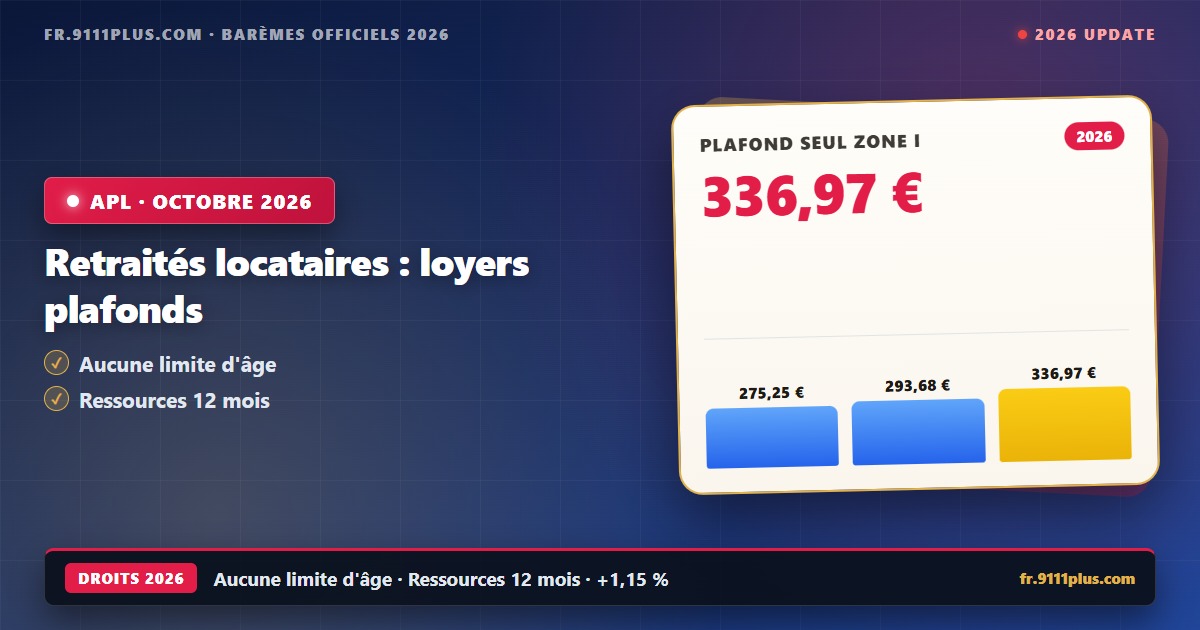 FR.9111PLUS.COM · BARÈMES OFFICIELS 2026
2026 UPDATE
APL · OCTOBRE 2026
Retraités locataires : loyers
plafonds
Aucune limite d'âge
Ressources 12 mois
PLAFOND SEUL ZONE I
2026
336,97 €
275,25 €
293,68 €
336,97 €
DROITS 2026
Aucune limite d'âge · Ressources 12 mois · +1,15 %
fr.9111plus.com